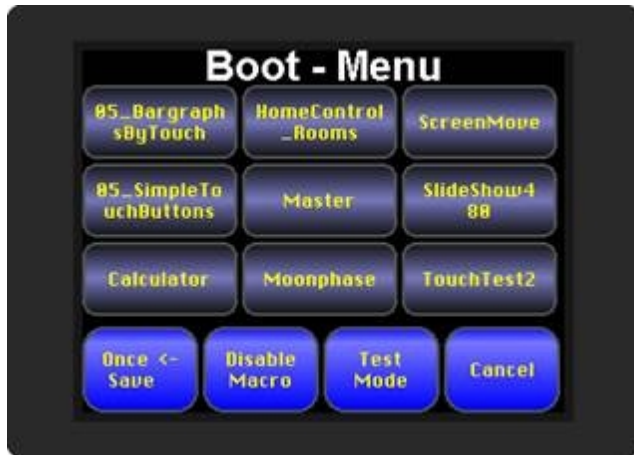 Boot - Menu
05_Bargraph
sByTouch
HomeControl
_Rooms
ScreenMove
05_SimpleTo
uchButtons
Master
SlideShow4
80
Calculator
Moonphase
TouchTest2
Once <-
Save
Disable
Macro
Test
Mode
Cancel